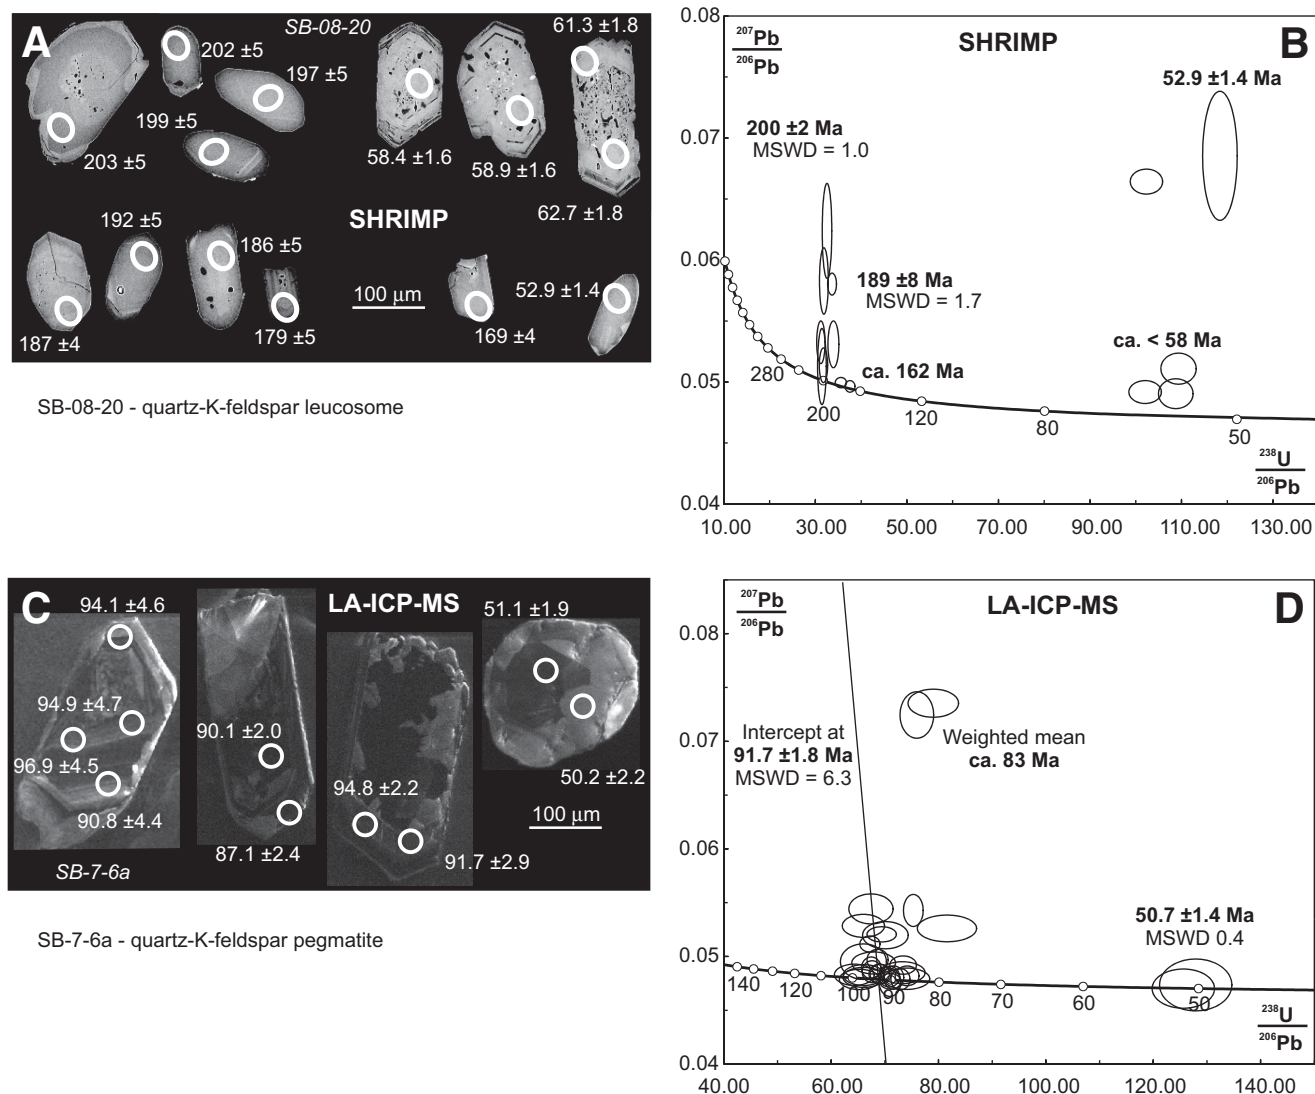 A
SB-08-20
202 ±5
197 ±5
199 ±5
203 ±5
58.4 ±1.6
58.9 ±1.6
61.3 ±1.8
62.7 ±1.8
SHRIMP
192 ±5
186 ±5
187 ±4
179 ±5
100 µm
169 ±4
52.9 ±1.4
SB-08-20 - quartz-K-feldspar leucosome
B
SHRIMP
207Pb
206Pb
0.08
0.07
0.06
0.05
0.04
52.9 ±1.4 Ma
200 ±2 Ma
MSWD = 1.0
189 ±8 Ma
MSWD = 1.7
ca. < 58 Ma
ca. 162 Ma
280
200
120
80
50
238U
206Pb
10.00 30.00 50.00 70.00 90.00 110.00 130.00
C
LA-ICP-MS
94.1 ±4.6
94.9 ±4.7
96.9 ±4.5
90.8 ±4.4
SB-7-6a
90.1 ±2.0
87.1 ±2.4
94.8 ±2.2
91.7 ±2.9
51.1 ±1.9
50.2 ±2.2
100 µm
SB-7-6a - quartz-K-feldspar pegmatite
D
LA-ICP-MS
207Pb
206Pb
0.08
0.07
0.06
0.05
0.04
Intercept at
91.7 ±1.8 Ma
MSWD = 6.3
Weighted mean
ca. 83 Ma
50.7 ±1.4 Ma
MSWD 0.4
140
120
100
90
80
70
60
50
238U
206Pb
40.00 60.00 80.00 100.00 120.00 140.00